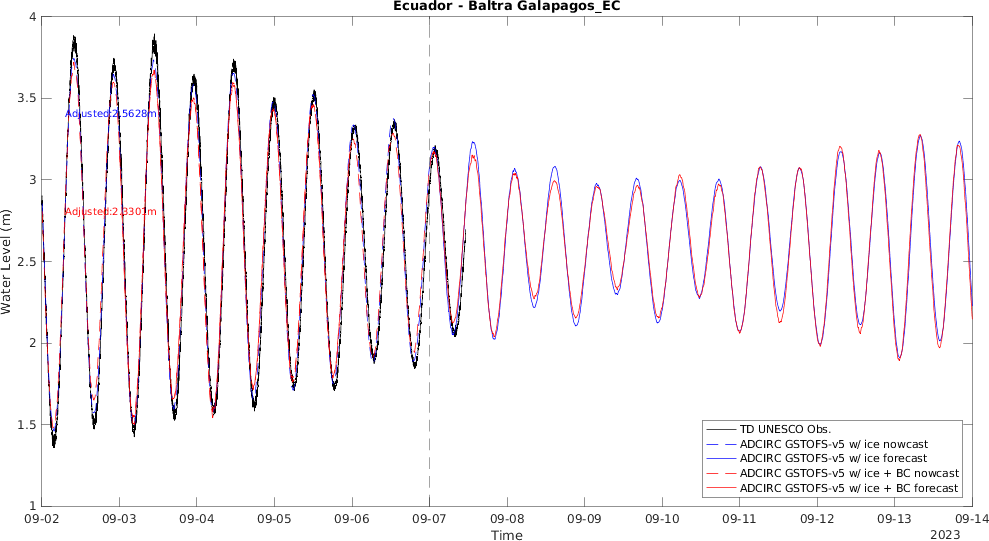 Ecuador - Baltra Galapagos_EC
4
3.5
3
2.5
2
1.5
1
Water Level (m)
Adjusted:2.5628m
Adjusted:2.3301m
TD UNESCO Obs.
ADCIRC GSTOFS-v5 w/ ice nowcast
ADCIRC GSTOFS-v5 w/ ice forecast
ADCIRC GSTOFS-v5 w/ ice + BC nowcast
ADCIRC GSTOFS-v5 w/ ice + BC forecast
09-02 09-03 09-04 09-05 09-06 09-07 09-08 09-09 09-10 09-11 09-12 09-13 09-14
Time
2023